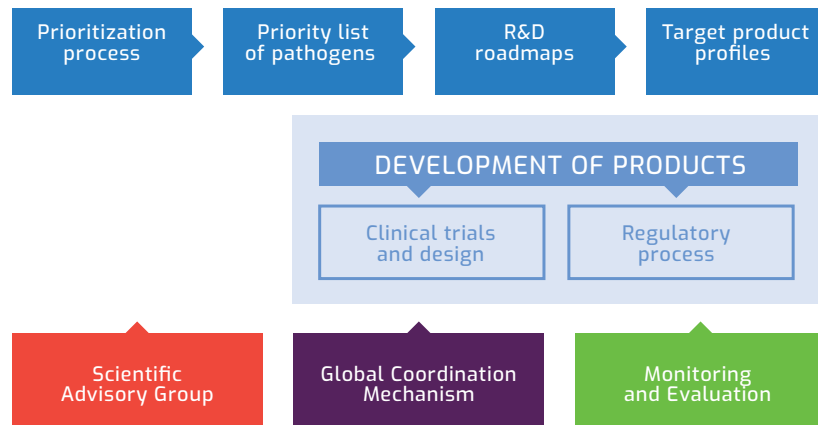 Prioritization
process
Priority list
of pathogens
R&D
roadmaps
Target product
profiles
DEVELOPMENT OF PRODUCTS
Clinical trials
and design
Regulatory
process
Scientific
Advisory Group
Global Coordination
Mechanism
Monitoring
and Evaluation